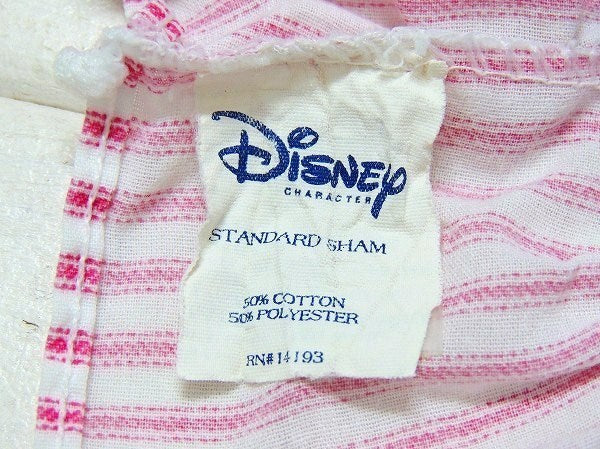 Disney
CHARACTER
STANDARD SHAM
50% COTTON
50% POLYESTER
RN# 14193